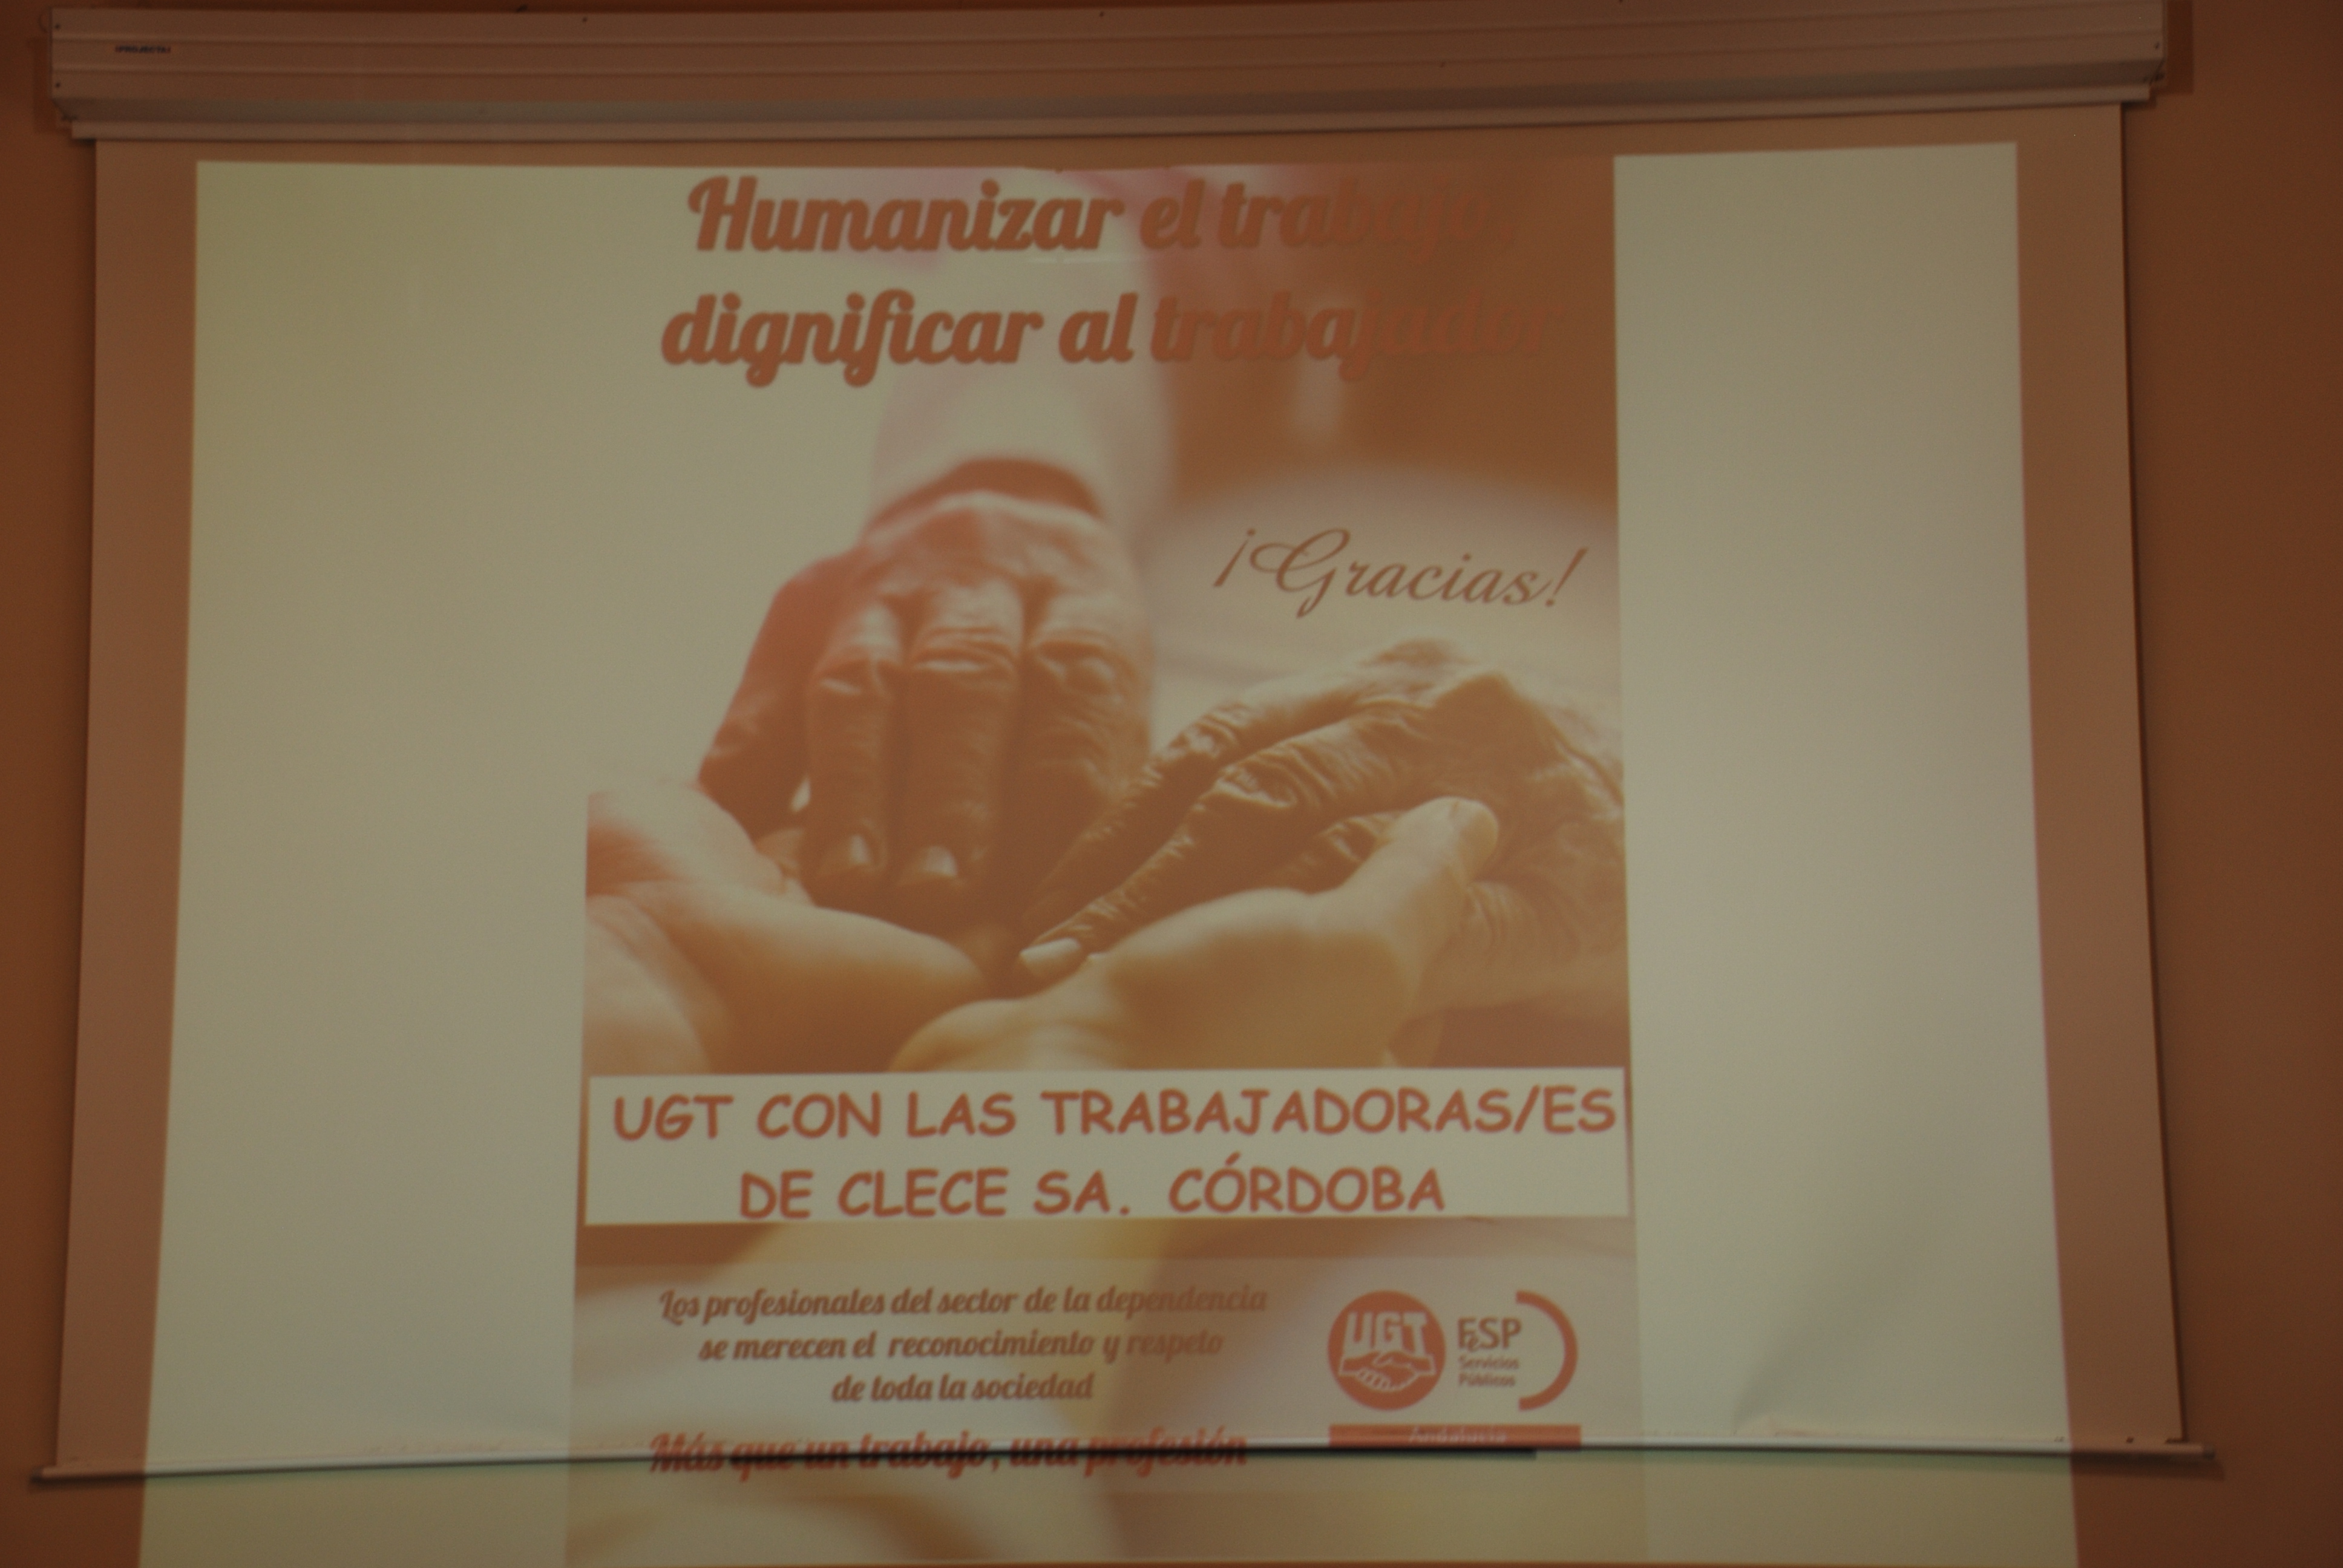 PROJECTA
Humanizar el trabajo,
dignificar al trabajador
¡Gracias!
UGT CON LAS TRABAJADORAS/ES
DE CLECE SA. CÓRDOBA
Los profesionales del sector de la dependencia
se merecen el reconocimiento y respeto
de toda la sociedad
Más que un trabajo, una profesión
UGT
FeSP
Servicios
Públicos
Andalucía